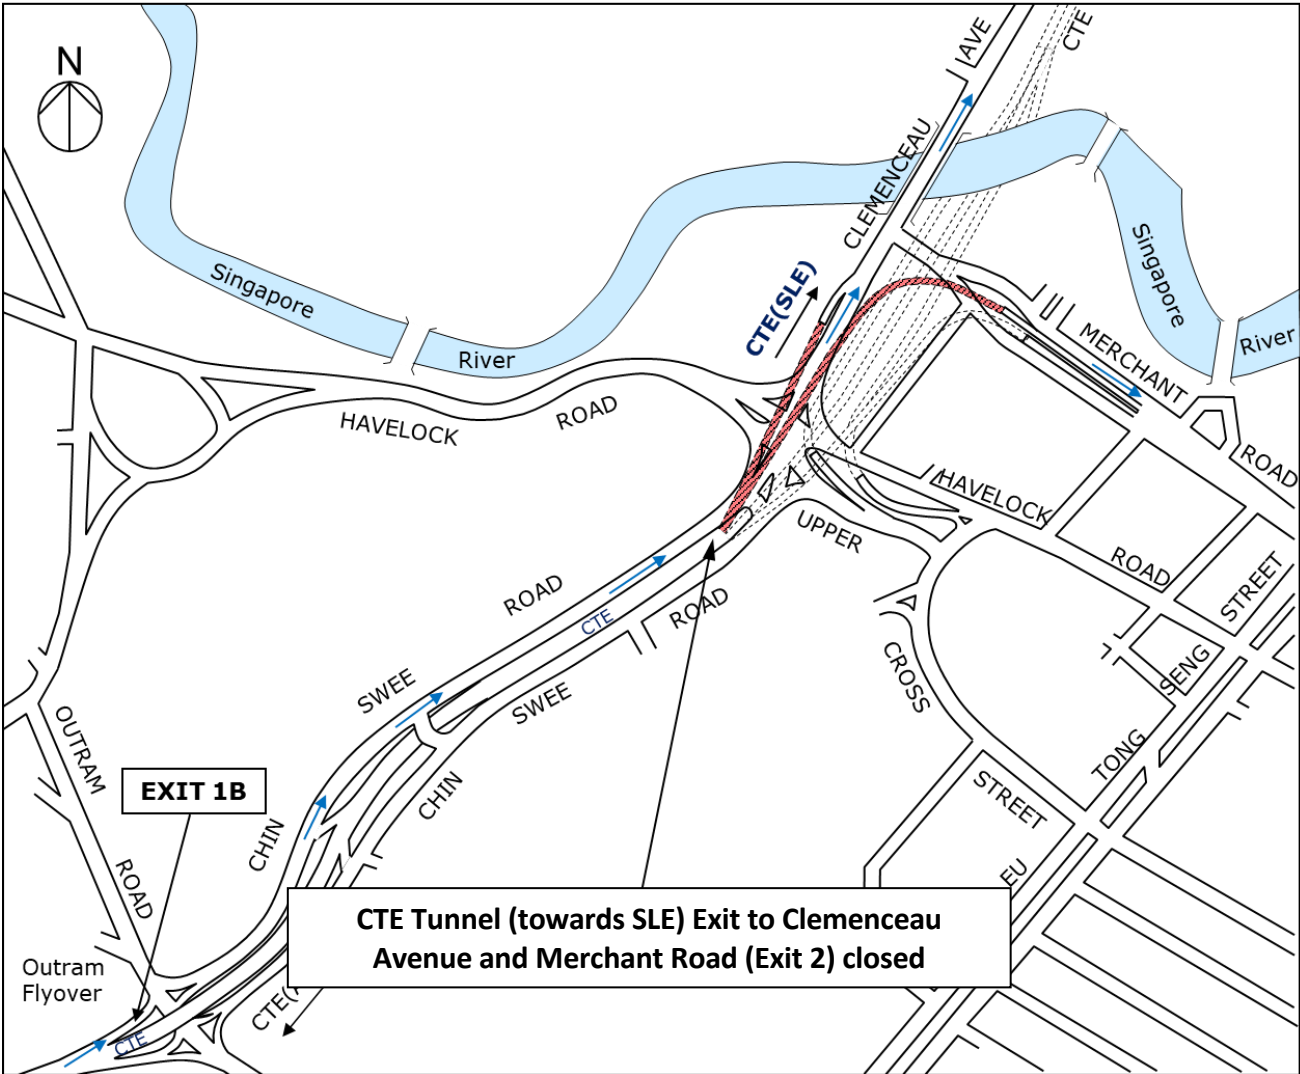 N
AVE
CTE
CLEMENCEAU
Singapore
Singapore
CTE(SLE)
River
River
MERCHANT
HAVELOCK
ROAD
ROAD
HAVELOCK
UPPER
ROAD
ROAD
STREET
CTE
ROAD
SWEE
SWEE
CROSS
SENG
OUTRAM
TONG
EXIT 1B
CHIN
STREET
CHIN
ROAD
EU
CTE Tunnel (towards SLE) Exit to Clemenceau
Avenue and Merchant Road (Exit 2) closed
Outram
Flyover
CTE(
CTE